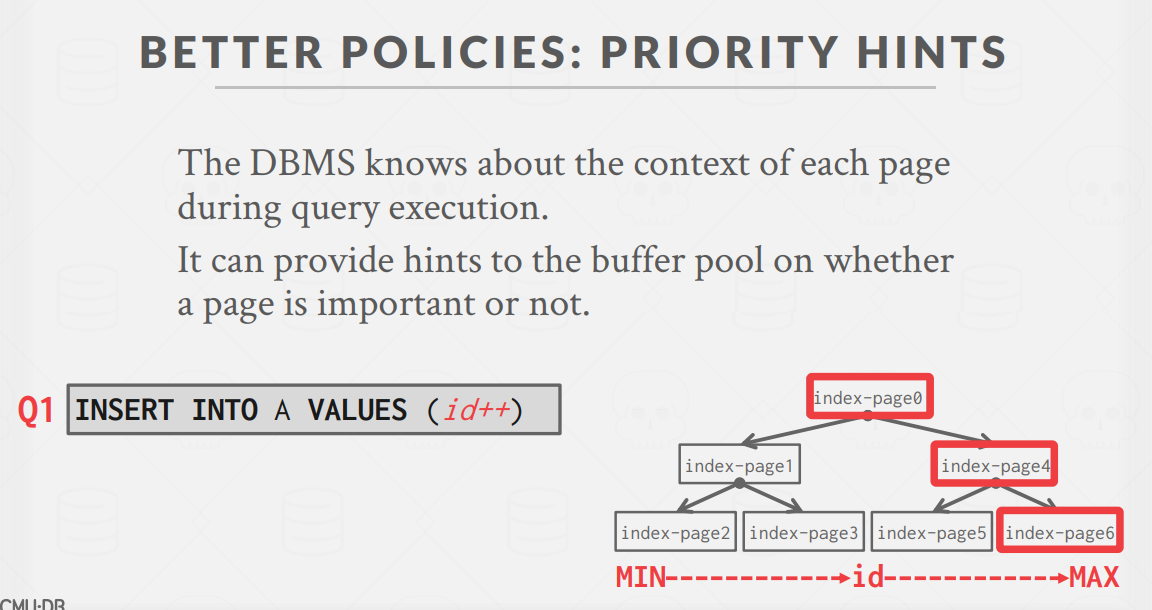 BETTER POLICIES: PRIORITY HINTS
The DBMS knows about the context of each page
during query execution.
It can provide hints to the buffer pool on whether
a page is important or not.
Q1 INSERT INTO A VALUES (id++)
index-page0
index-page1 index-page4
index-page2 index-page3 index-page5 index-page6
MIN id MAX
CMU·DB